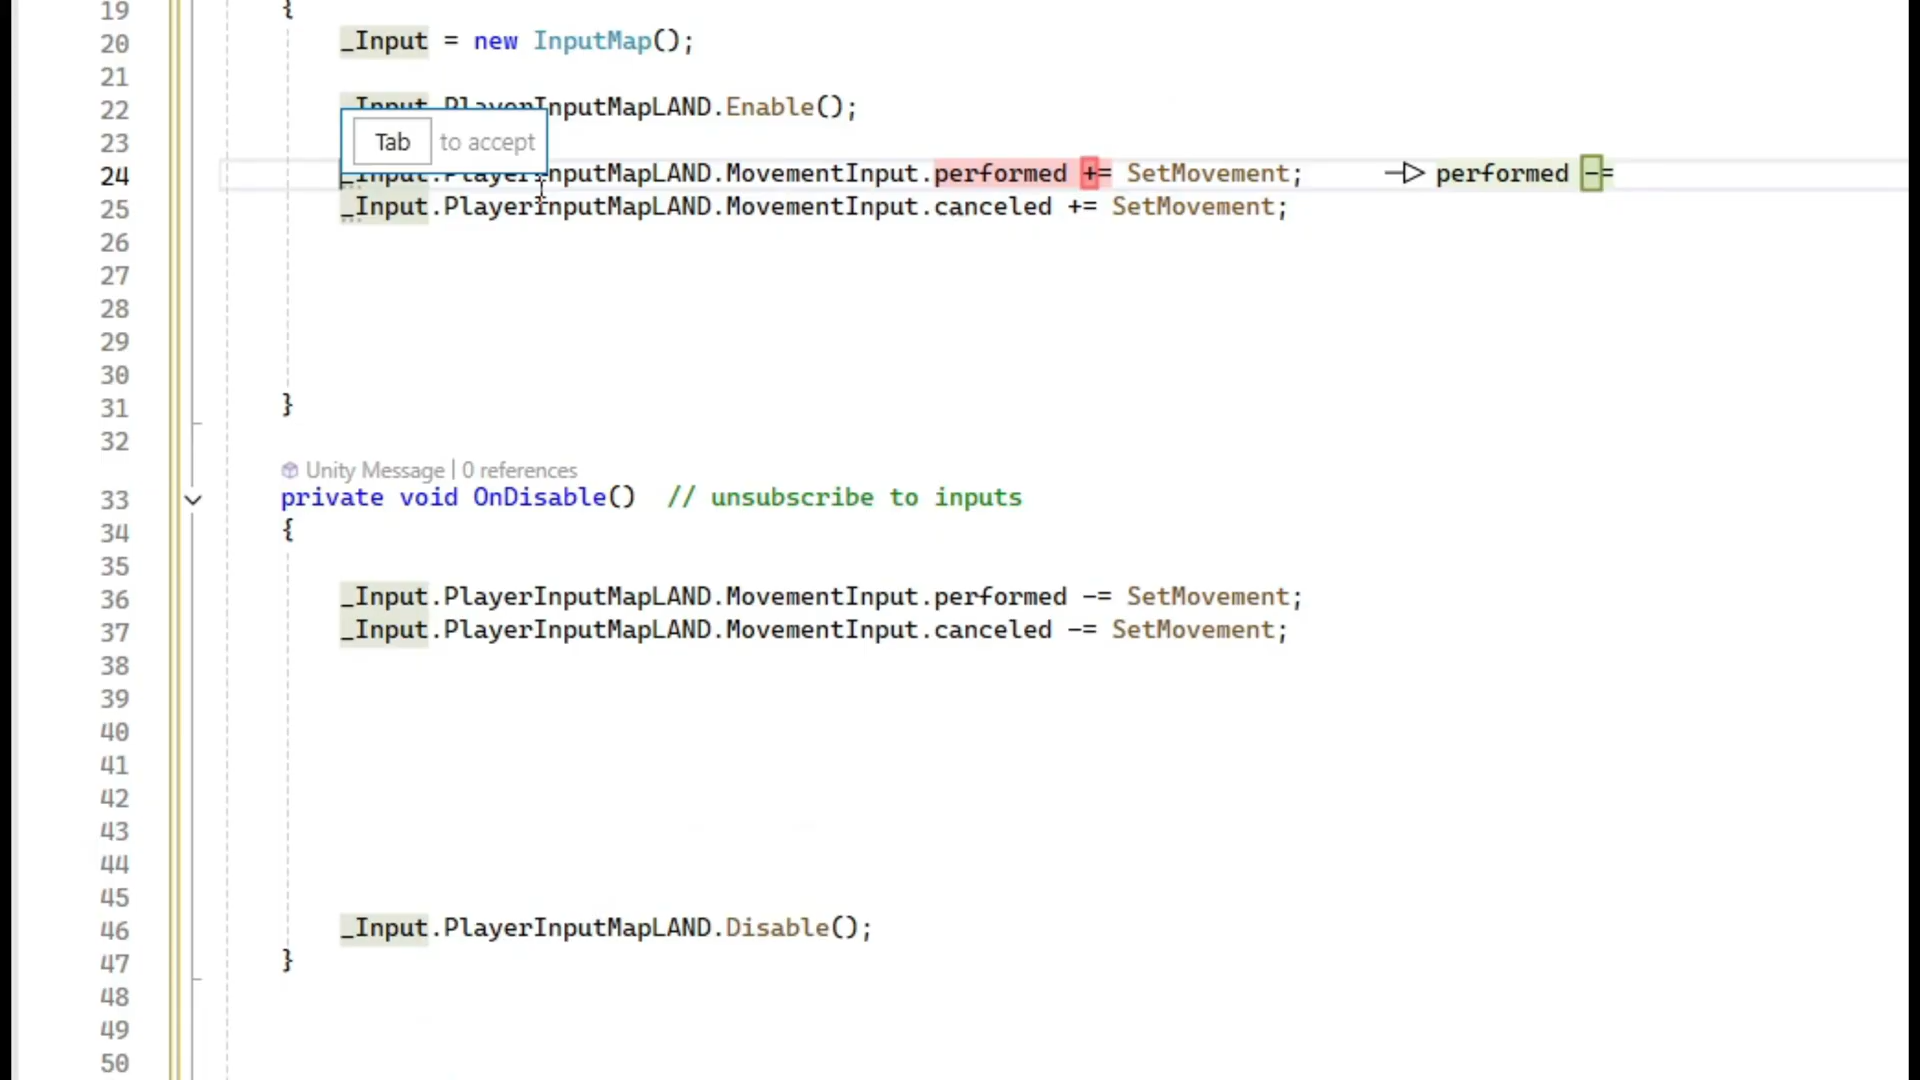 19 {
20 _Input = new InputMap();
21
22 _Input.PlayerInputMapLAND.Enable();
Tab to accept
23
24 _Input.PlayerInputMapLAND.MovementInput.performed += SetMovement; performed -=
25 _Input.PlayerInputMapLAND.MovementInput.canceled += SetMovement;
26
27
28
29
30
31 }
32
Unity Message | 0 references
33 private void OnDisable() // unsubscribe to inputs
34 {
35
36 _Input.PlayerInputMapLAND.MovementInput.performed -= SetMovement;
37 _Input.PlayerInputMapLAND.MovementInput.canceled -= SetMovement;
38
39
40
41
42
43
44
45
46 _Input.PlayerInputMapLAND.Disable();
47 }
48
49
50